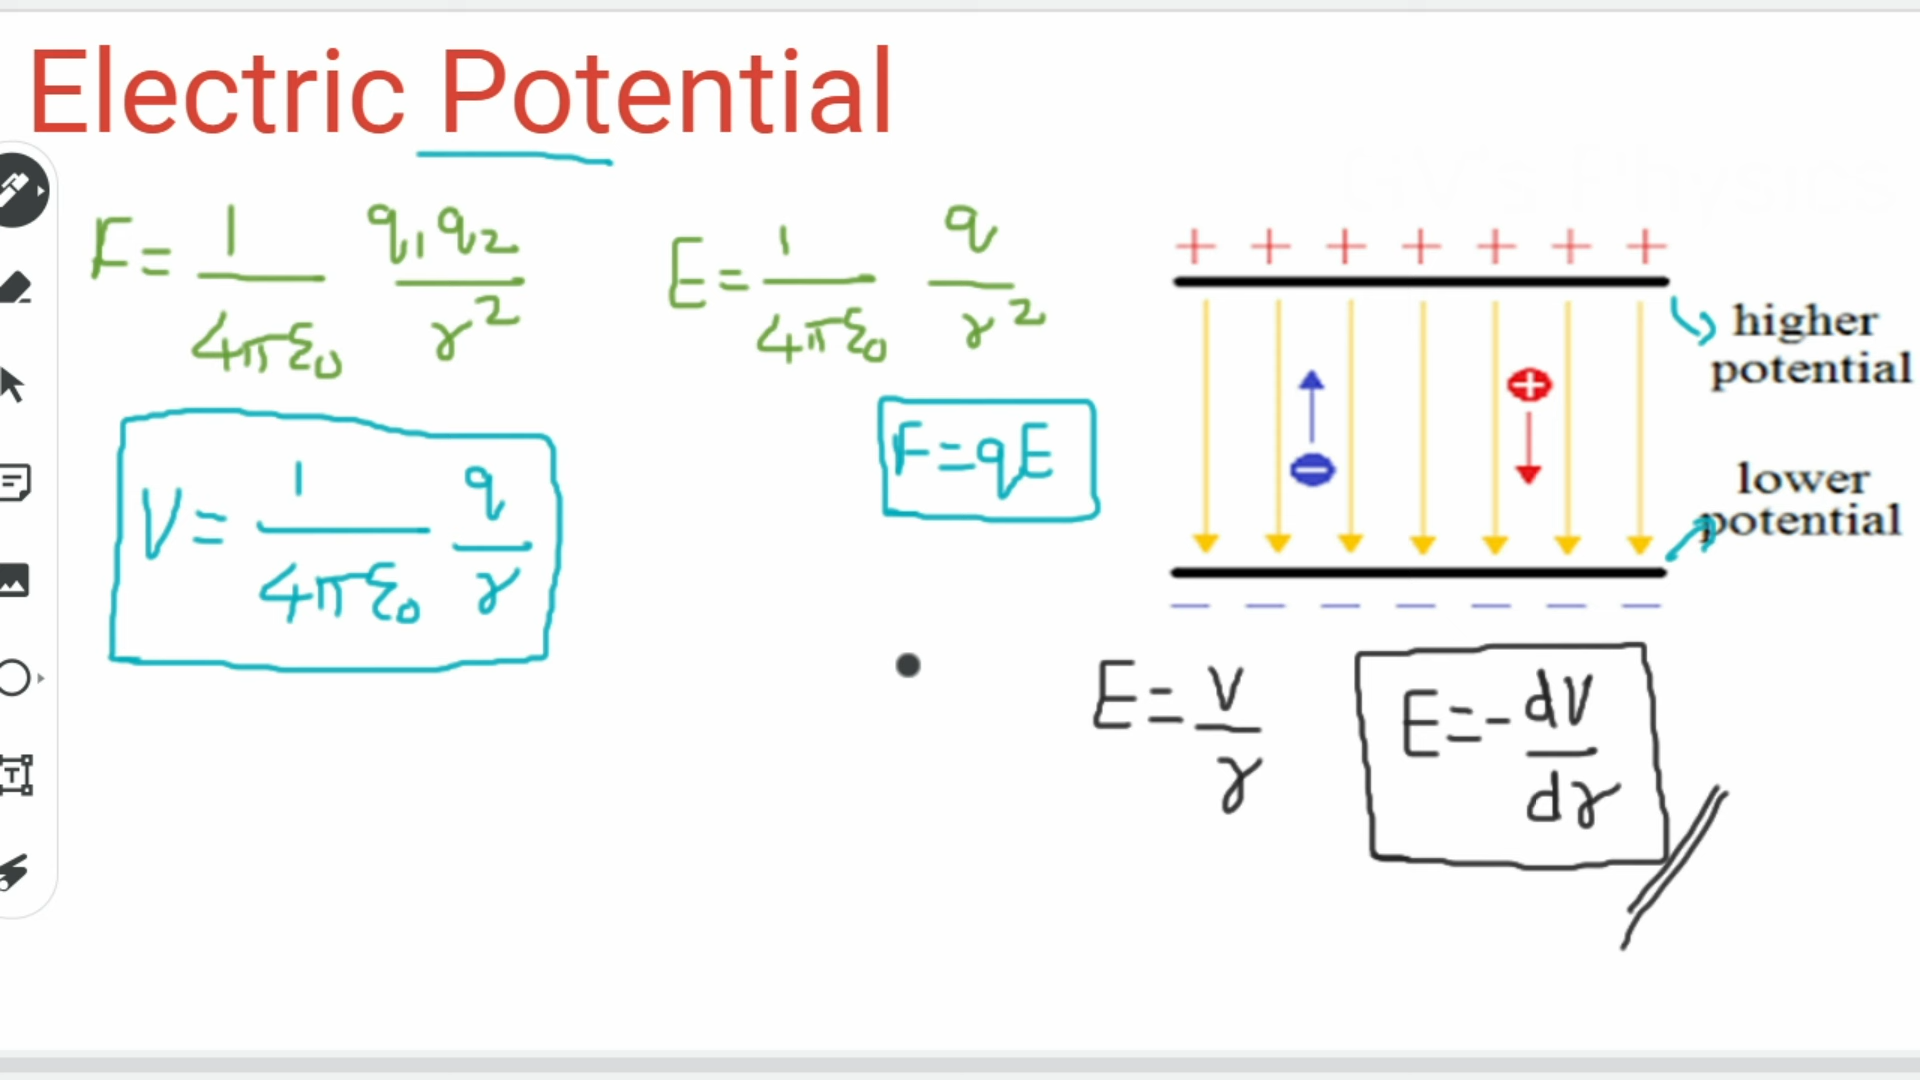 Electric Potential
F = 1/4πε₀ q₁q₂/r²
E = 1/4πε₀ q/r²
V = 1/4πε₀ q/r
F = qE
+ + + + + + +
higher
potential
lower
potential
− − − − − − −
E = V/r
E = - dV/dr